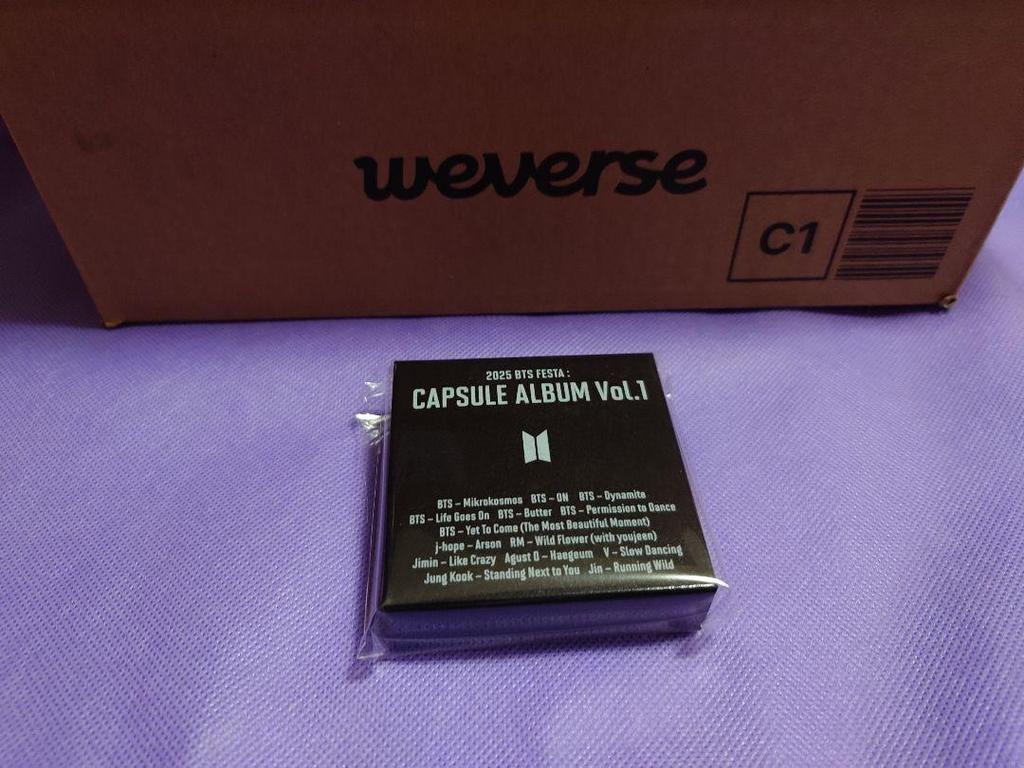 weverse
C1
2025 BTS FESTA :
CAPSULE ALBUM Vol.1
BTS – Mikrokosmos BTS – ON BTS – Dynamite
BTS – Life Goes On BTS – Butter BTS – Permission to Dance
BTS – Yet To Come (The Most Beautiful Moment)
j-hope – Arson RM – Wild Flower (with youjeen)
Jimin – Like Crazy Agust D – Haegeum V – Slow Dancing
Jung Kook – Standing Next to You Jin – Running Wild